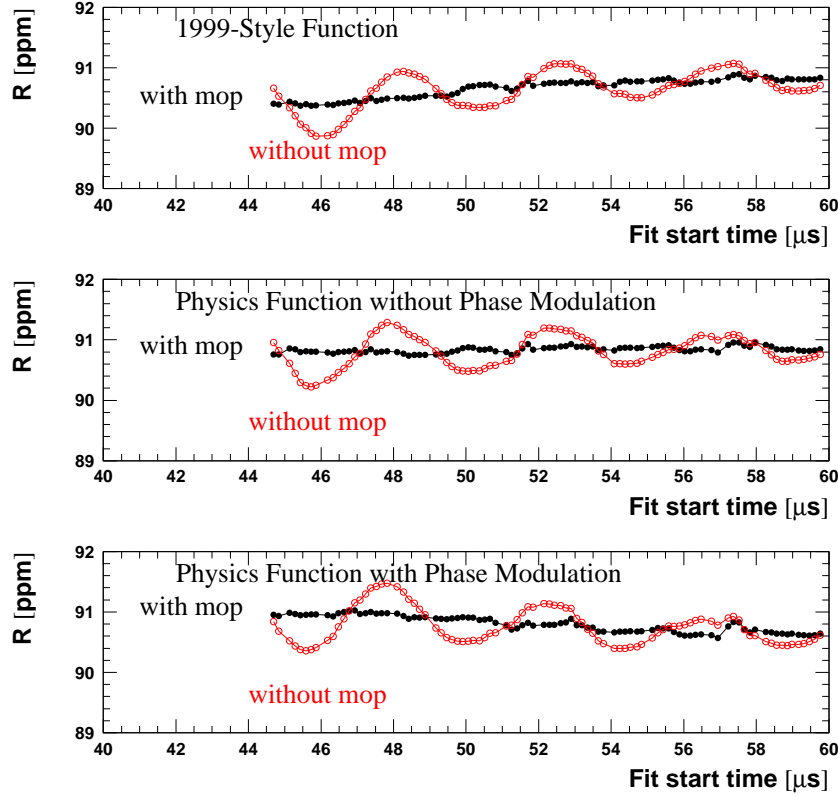 1999-Style Function
with mop
without mop
R [ppm]
92
91
90
89
40 42 44 46 48 50 52 54 56 58 60
Fit start time [μs]
Physics Function without Phase Modulation
with mop
without mop
R [ppm]
92
91
90
89
40 42 44 46 48 50 52 54 56 58 60
Fit start time [μs]
Physics Function with Phase Modulation
with mop
without mop
R [ppm]
92
91
90
89
40 42 44 46 48 50 52 54 56 58 60
Fit start time [μs]